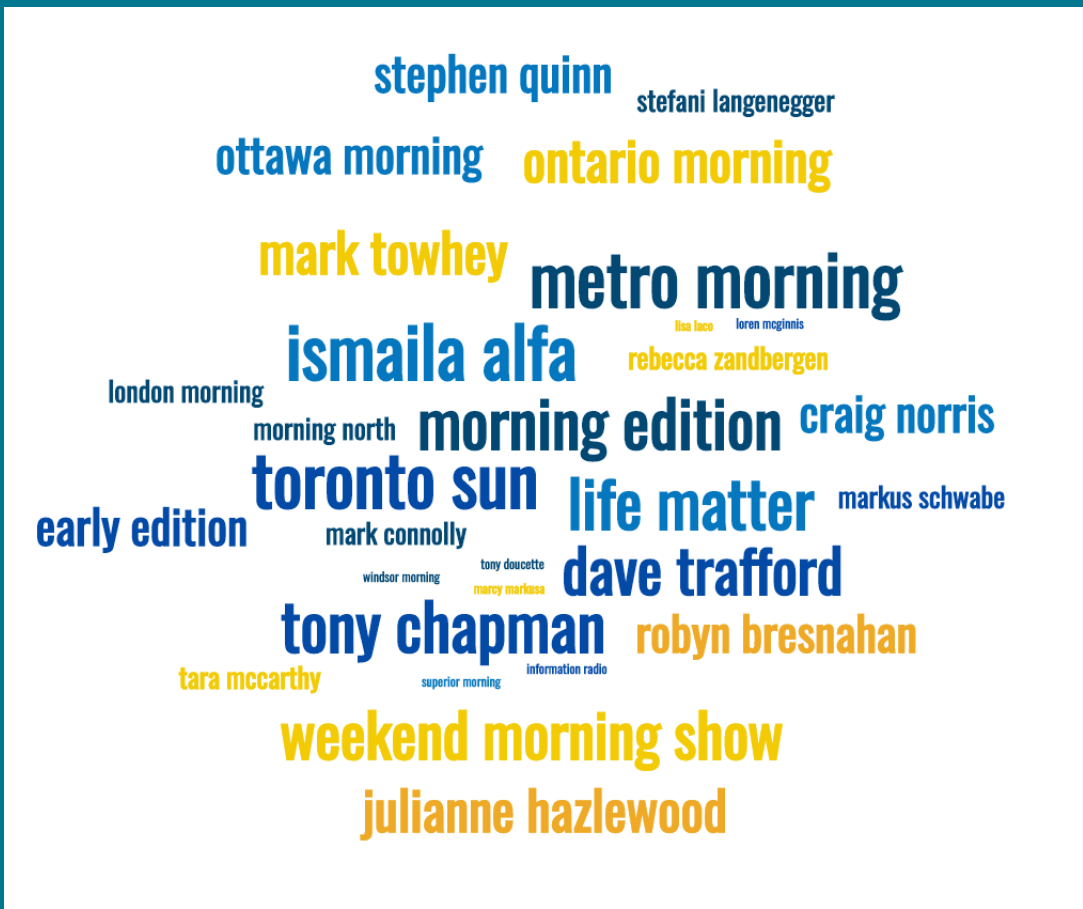 stephen quinn
stefani langenegger
ottawa morning
ontario morning
mark towhey
metro morning
lisa laco
loren mcginnis
ismaila alfa
rebecca zandbergen
london morning
morning north
morning edition
craig norris
toronto sun
life matter
markus schwabe
early edition
mark connolly
tony doucette
windsor morning
marcy markusa
dave trafford
tony chapman
robyn bresnahan
information radio
tara mccarthy
superior morning
weekend morning show
julianne hazlewood